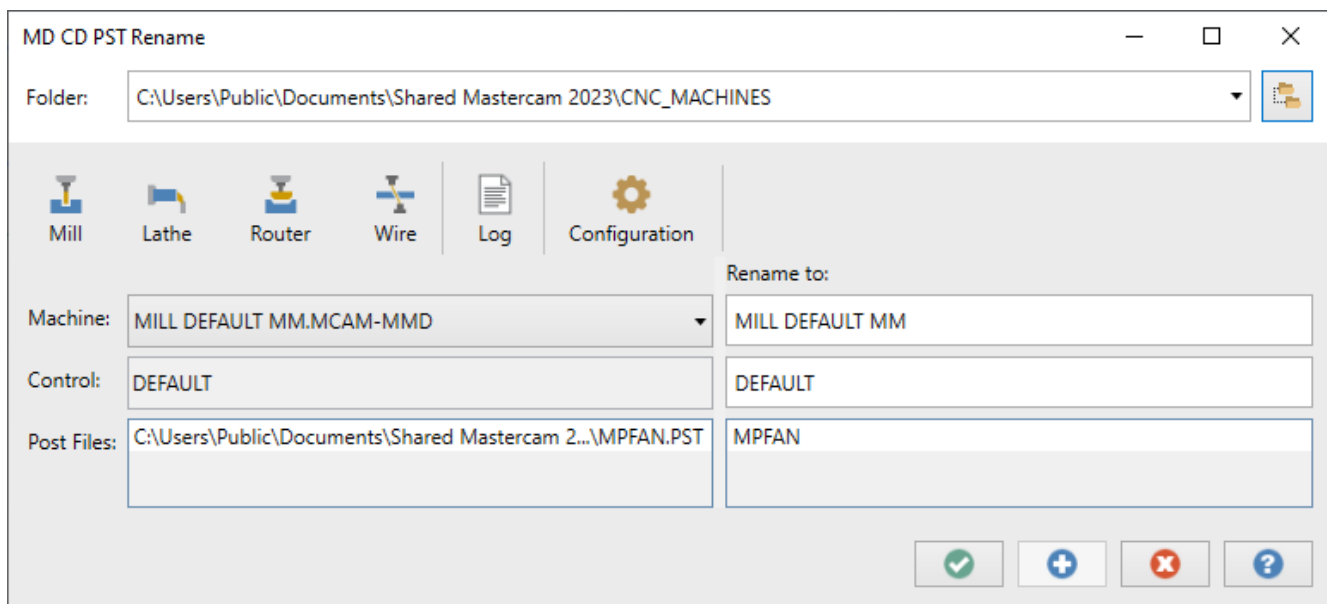 MD CD PST Rename
Folder: C:\Users\Public\Documents\Shared Mastercam 2023\CNC_MACHINES
Mill Lathe Router Wire Log Configuration
Rename to:
Machine: MILL DEFAULT MM.MCAM-MMD MILL DEFAULT MM
Control: DEFAULT DEFAULT
Post Files: C:\Users\Public\Documents\Shared Mastercam 2...\MPFAN.PST MPFAN